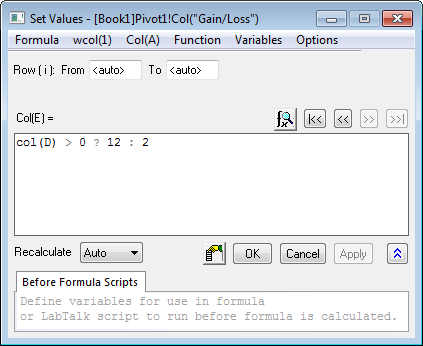 Set Values - [Book1]Pivot1!Col("Gain/Loss")
Formula wcol(1) Col(A) Function Variables Options
Row ( i ): From <auto> To <auto>
Col(E) =
col(D) > 0 ? 12 : 2
Recalculate Auto OK Cancel Apply
Before Formula Scripts
Define variables for use in formula
or LabTalk script to run before formula is calculated.